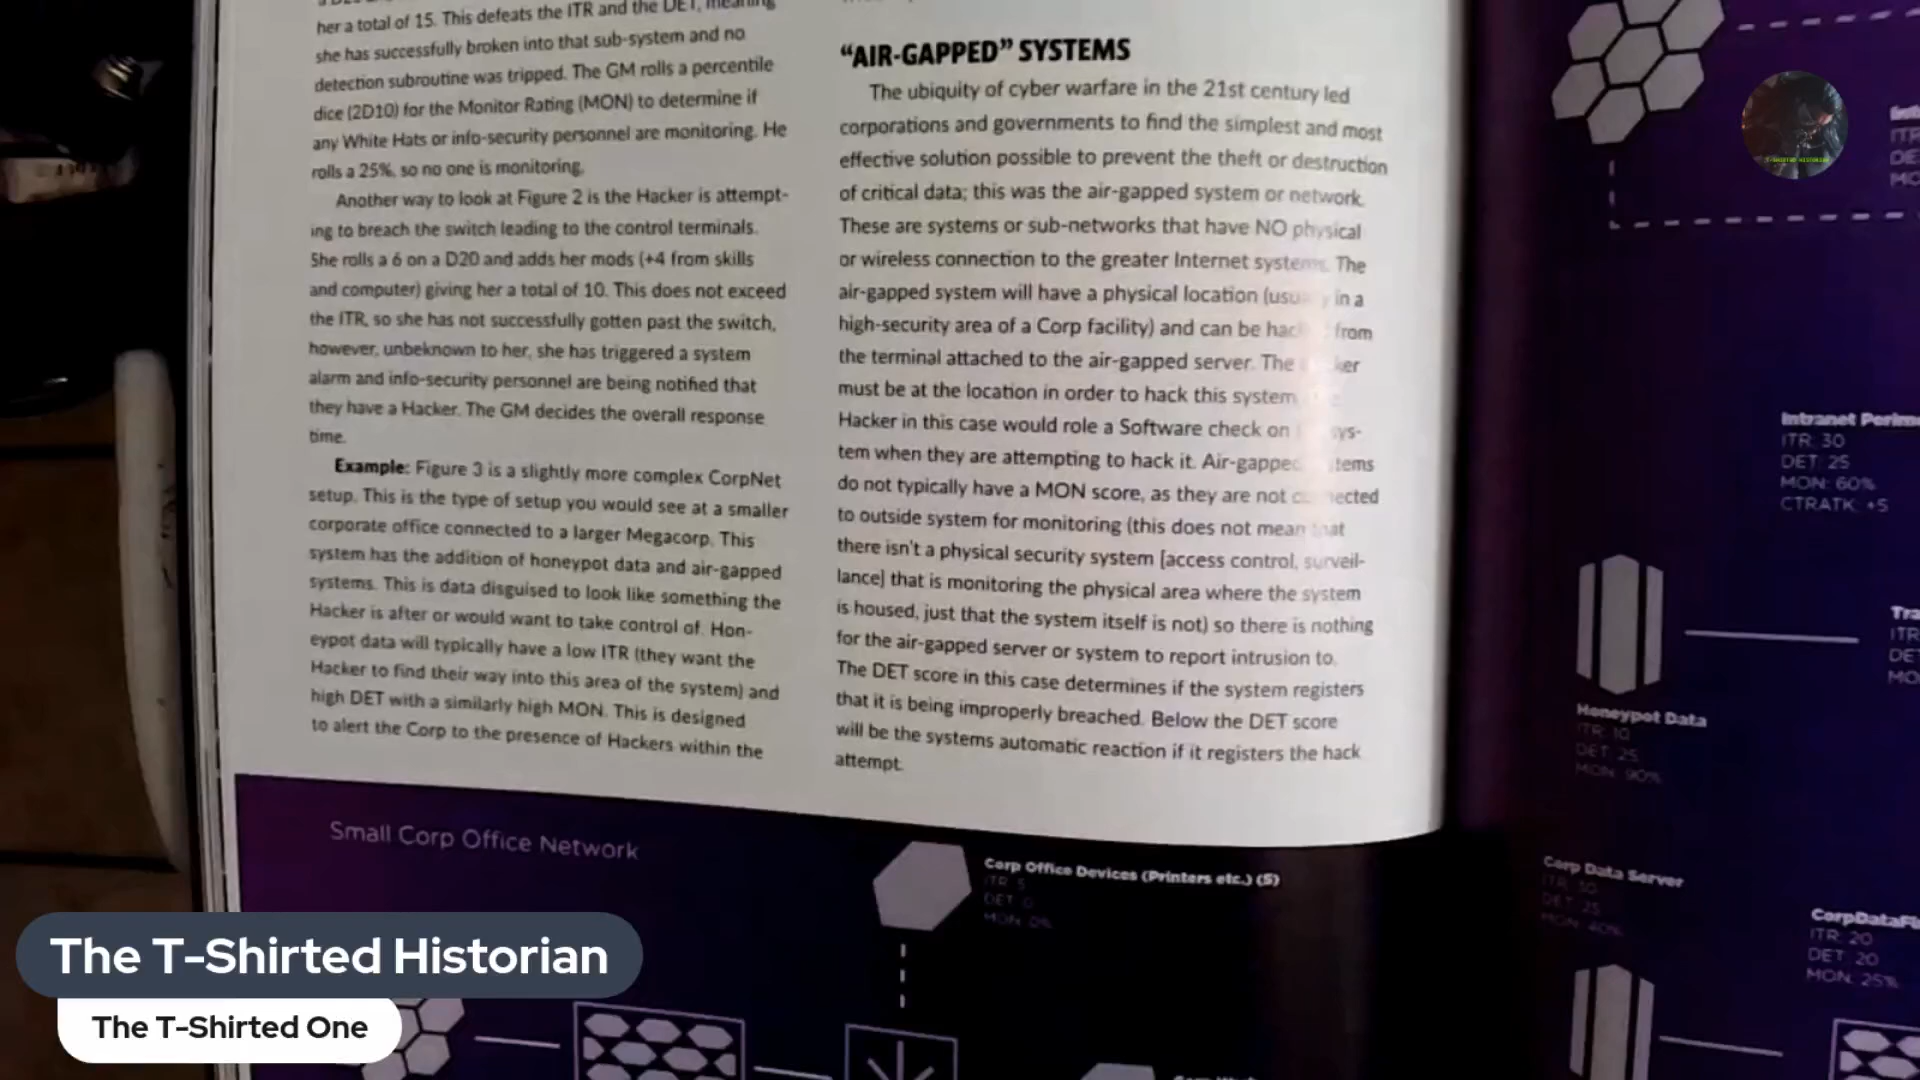 her a total of 15. This defeats the ITR and the DET, meaning
she has successfully broken into that sub-system and no
detection subroutine was tripped. The GM rolls a percentile
dice (2D10) for the Monitor Rating (MON) to determine if
any White Hats or info-security personnel are monitoring. He
rolls a 25%, so no one is monitoring.
Another way to look at Figure 2 is the Hacker is attempt-
ing to breach the switch leading to the control terminals.
She rolls a 6 on a D20 and adds her mods (+4 from skills
and computer) giving her a total of 10. This does not exceed
the ITR, so she has not successfully gotten past the switch,
however, unbeknown to her, she has triggered a system
alarm and info-security personnel are being notified that
they have a Hacker. The GM decides the overall response
time.
Example: Figure 3 is a slightly more complex CorpNet
setup. This is the type of setup you would see at a smaller
corporate office connected to a larger Megacorp. This
system has the addition of honeypot data and air-gapped
systems. This is data disguised to look like something the
Hacker is after or would want to take control of. Hon-
eypot data will typically have a low ITR (they want the
Hacker to find their way into this area of the system) and
high DET with a similarly high MON. This is designed
to alert the Corp to the presence of Hackers within the
“AIR-GAPPED” SYSTEMS
The ubiquity of cyber warfare in the 21st century led
corporations and governments to find the simplest and most
effective solution possible to prevent the theft or destruction
of critical data; this was the air-gapped system or network.
These are systems or sub-networks that have NO physical
or wireless connection to the greater Internet systems. The
air-gapped system will have a physical location in a
high-security area of a Corp facility) and can be from
the terminal attached to the air-gapped server. The
must be at the location in order to hack this system
Hacker in this case would role a Software check on sys-
tem when they are attempting to hack it. Air-gapped
do not typically have a MON score, as they are not
to outside system for monitoring (this does not mean that
there isn't a physical security system [access control, surveil-
lance] that is monitoring the physical area where the system
is housed, just that the system itself is not) so there is nothing
for the air-gapped server or system to report intrusion to.
The DET score in this case determines if the system registers
that it is being improperly breached. Below the DET score
will be the systems automatic reaction if it registers the hack
attempt.
Small Corp Office Network
Corp Office Devices (Printers etc.) (5)
ITR: 5
DET: 0
MON: 0%
Intranet Perim
ITR: 30
DET: 25
MON: 60%
CTRATK: +5
Honeypot Data
ITR: 10
DET: 25
MON: 90%
Corp Data Server
ITR: 30
DET: 25
MON: 40%
ITR: 20
DET: 20
MON: 25%
T-SHIRTED HISTORIAN
The T-Shirted Historian
The T-Shirted One